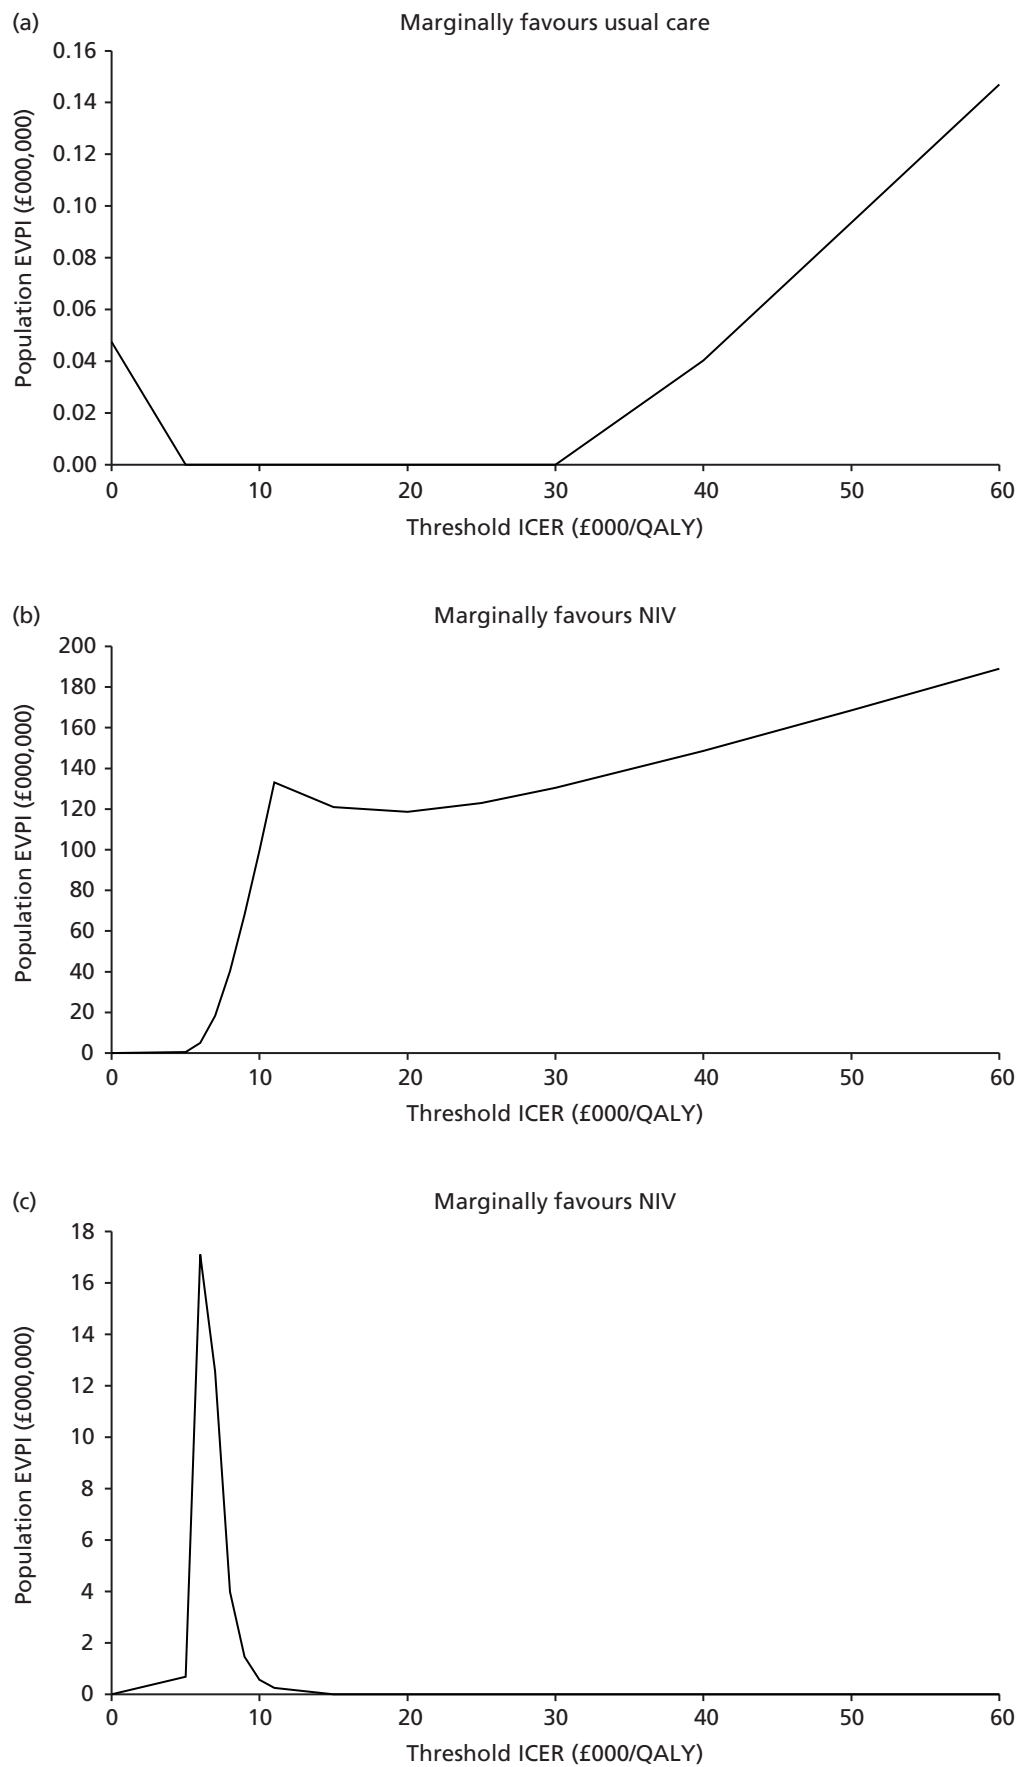 (a)
Marginally favours usual care
Population EVPI (£000,000)
0.16
0.14
0.12
0.10
0.08
0.06
0.04
0.02
0.00
0 10 20 30 40 50 60
Threshold ICER (£000/QALY)
(b)
Marginally favours NIV
Population EVPI (£000,000)
200
180
160
140
120
100
80
60
40
20
0
0 10 20 30 40 50 60
Threshold ICER (£000/QALY)
(c)
Marginally favours NIV
Population EVPI (£000,000)
18
16
14
12
10
8
6
4
2
0
0 10 20 30 40 50 60
Threshold ICER (£000/QALY)